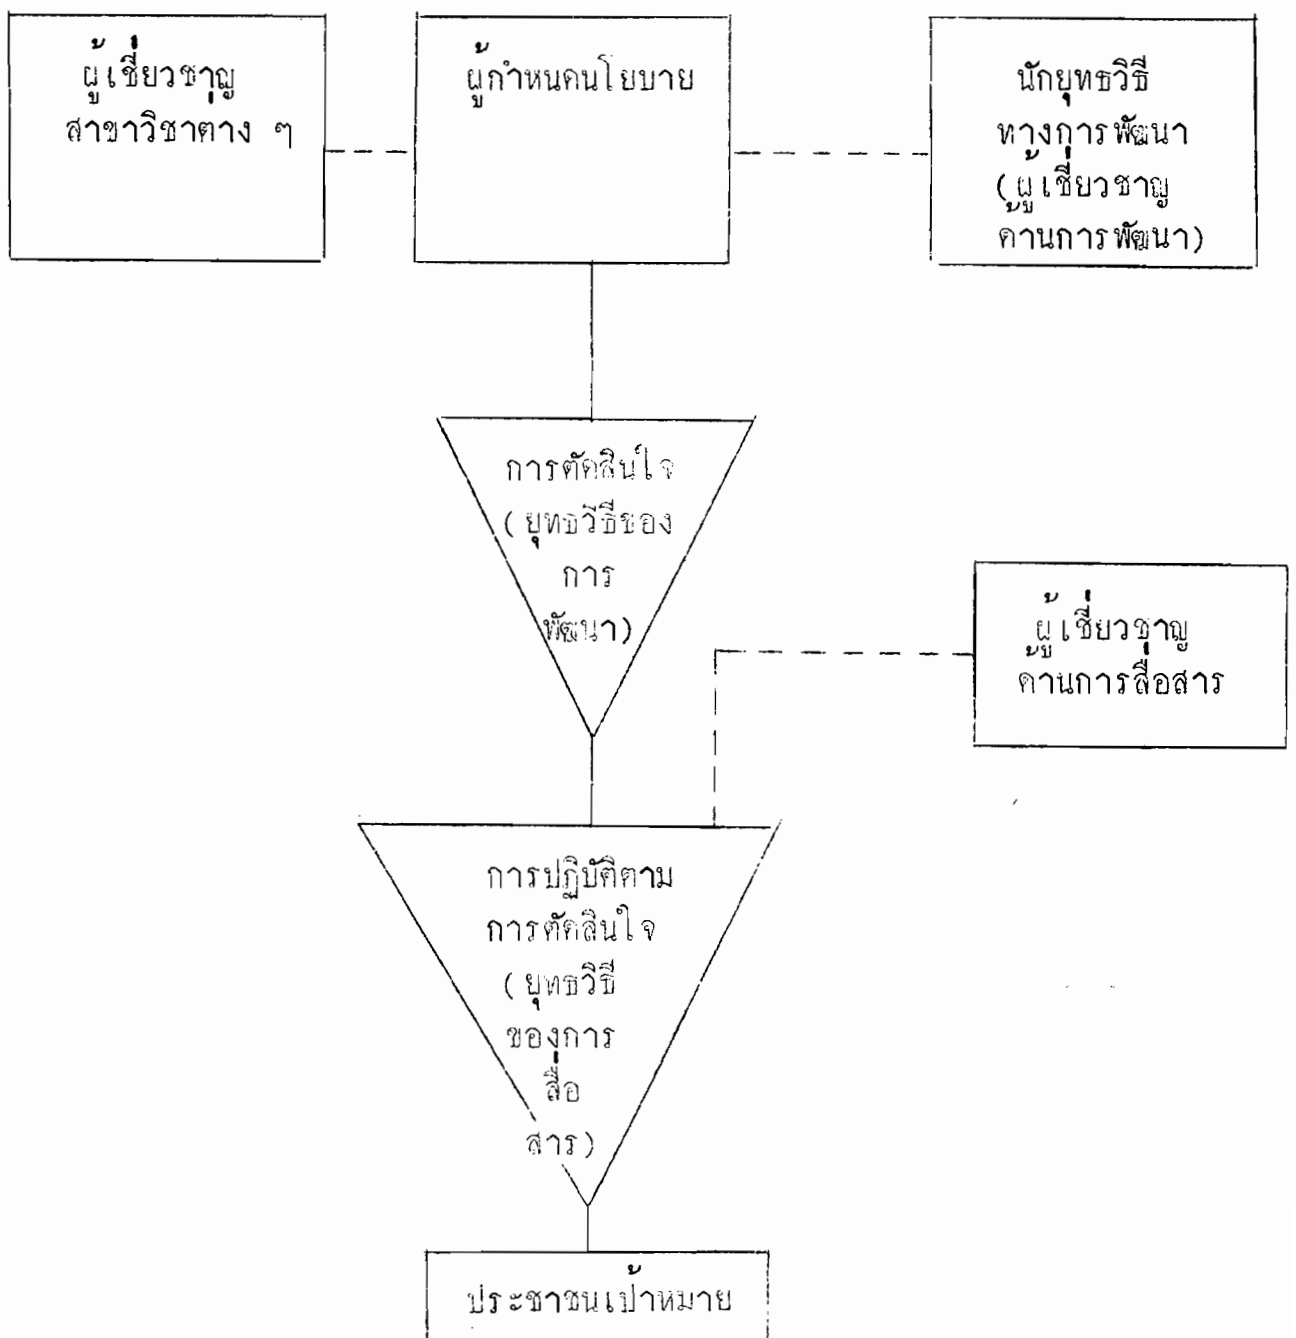 ผู้เชี่ยวชาญ
สาขาวิชาต่าง ๆ
ผู้กำหนดนโยบาย
นักยุทธวิธี
ทางการพัฒนา
(ผู้เชี่ยวชาญ
ด้านการพัฒนา)
การตัดสินใจ
(ยุทธวิธีของ
การ
พัฒนา)
ผู้เชี่ยวชาญ
ด้านการสื่อสาร
การปฏิบัติตาม
การตัดสินใจ
(ยุทธวิธี
ของการ
สื่อ
สาร)
ประชาชนเป้าหมาย